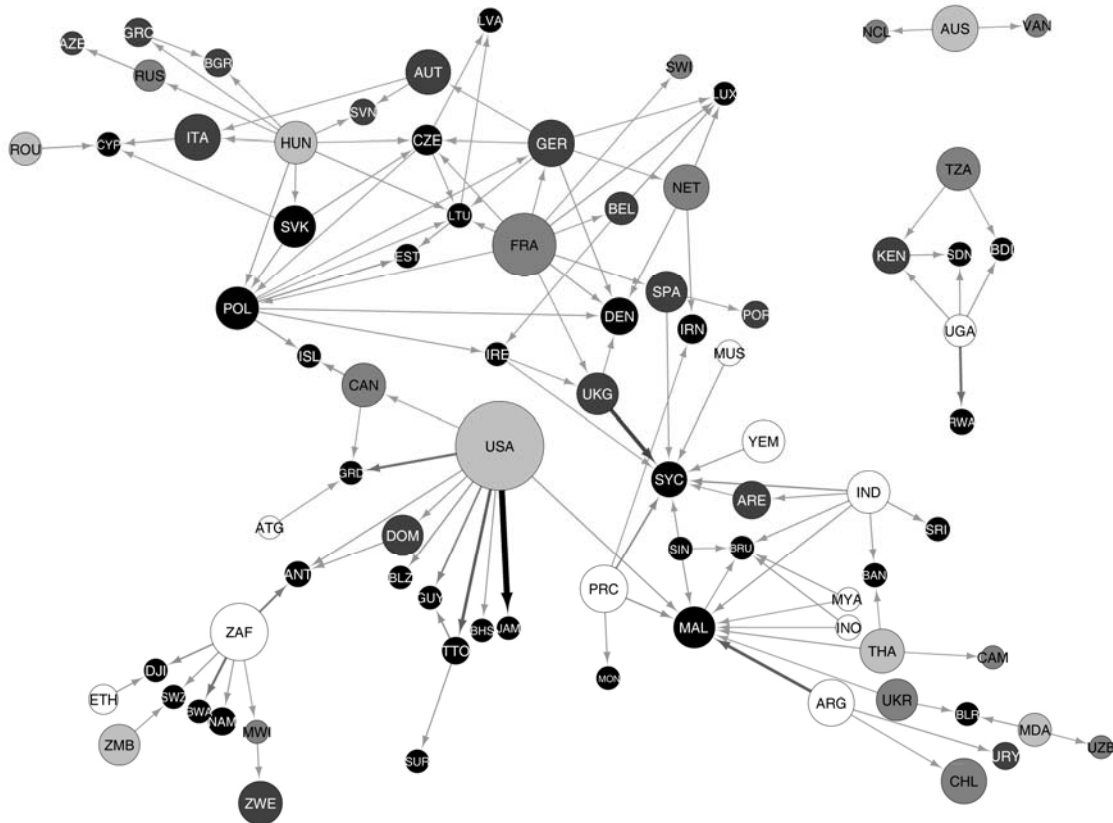 LVA
NCL
AUS
VAN
AZE
GRC
BGR
RUS
AUT
SWI
LUX
SVN
ROU
CYP
ITA
HUN
CZE
GER
TZA
NET
SVK
LTU
BEL
FRA
EST
KEN
SDN
BDI
SPA
POL
DEN
POR
IRN
UGA
ISL
IRE
MUS
CAN
UKG
RWA
USA
YEM
GRD
SYC
ARE
IND
ATG
DOM
SRI
ANT
BLZ
SIN
BRU
BAN
GUY
PRC
MYA
ZAF
BHS
JAM
MAL
INO
TTO
THA
CAM
DJI
MON
ETH
SWZ
BWA
NAM
MWI
UKR
ARG
BLR
MDA
ZMB
UZB
SUR
URY
CHL
ZWE